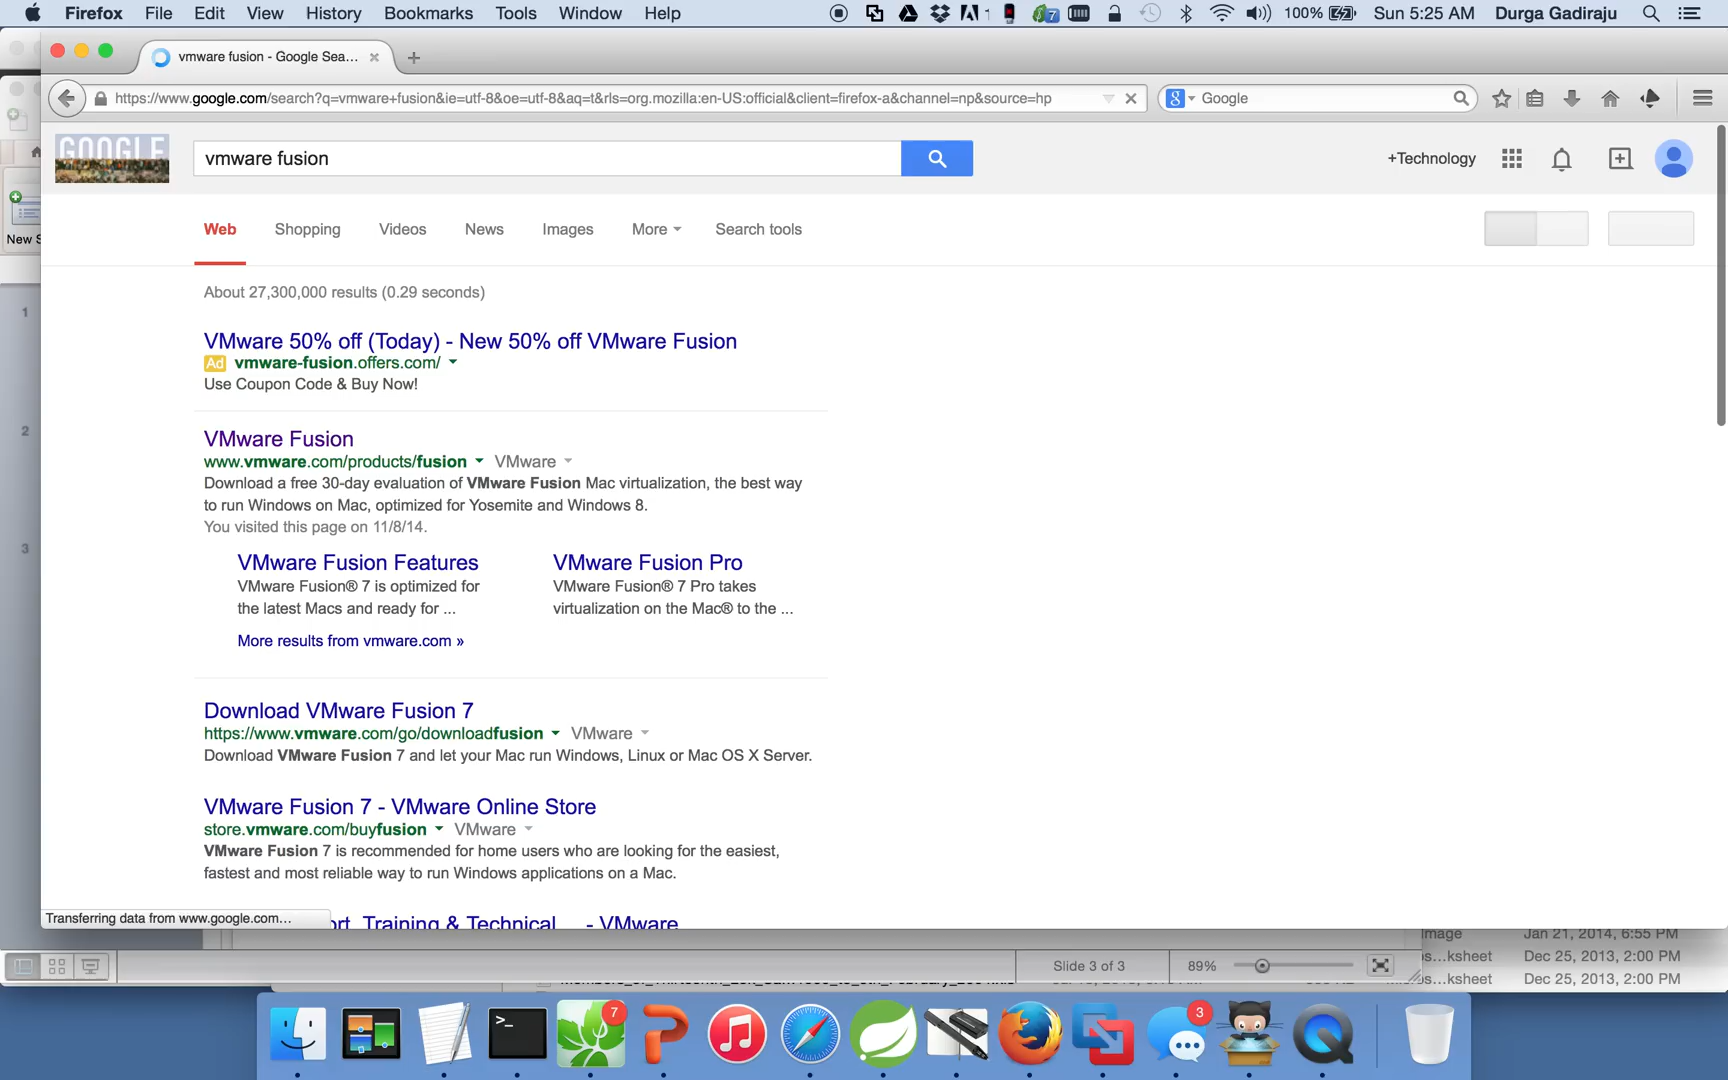 Firefox File Edit View History Bookmarks Tools Window Help 1 7 100% Sun 5:25 AM Durga Gadiraju
vmware fusion - Google Sea...
https://www.google.com/search?q=vmware+fusion&ie=utf-8&oe=utf-8&aq=t&rls=org.mozilla:en-US:official&client=firefox-a&channel=np&source=hp
8 Google
GOOGLE
vmware fusion
+Technology
New S
Web Shopping Videos News Images More Search tools
About 27,300,000 results (0.29 seconds)
1
VMware 50% off (Today) - New 50% off VMware Fusion
Ad vmware-fusion.offers.com/
Use Coupon Code & Buy Now!
2
VMware Fusion
www.vmware.com/products/fusion VMware
Download a free 30-day evaluation of VMware Fusion Mac virtualization, the best way
to run Windows on Mac, optimized for Yosemite and Windows 8.
You visited this page on 11/8/14.
3
VMware Fusion Features
VMware Fusion® 7 is optimized for
the latest Macs and ready for ...
VMware Fusion Pro
VMware Fusion® 7 Pro takes
virtualization on the Mac® to the ...
More results from vmware.com »
Download VMware Fusion 7
https://www.vmware.com/go/downloadfusion VMware
Download VMware Fusion 7 and let your Mac run Windows, Linux or Mac OS X Server.
VMware Fusion 7 - VMware Online Store
store.vmware.com/buyfusion VMware
VMware Fusion 7 is recommended for home users who are looking for the easiest,
fastest and most reliable way to run Windows applications on a Mac.
Transferring data from www.google.com...
ort, Training & Technical ... - VMware
image Jan 21, 2014, 6:55 PM
s...ksheet Dec 25, 2013, 2:00 PM
s...ksheet Dec 25, 2013, 2:00 PM
Slide 3 of 3 89%
7
3